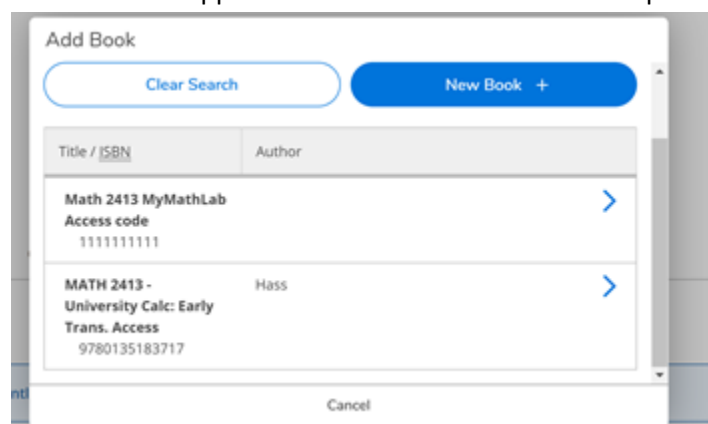 Add Book
Clear Search
New Book +
Title / ISBN
Author
Math 2413 MyMathLab
Access code
1111111111
MATH 2413 -
Hass
University Calc: Early
Trans. Access
9780135183717
Cancel